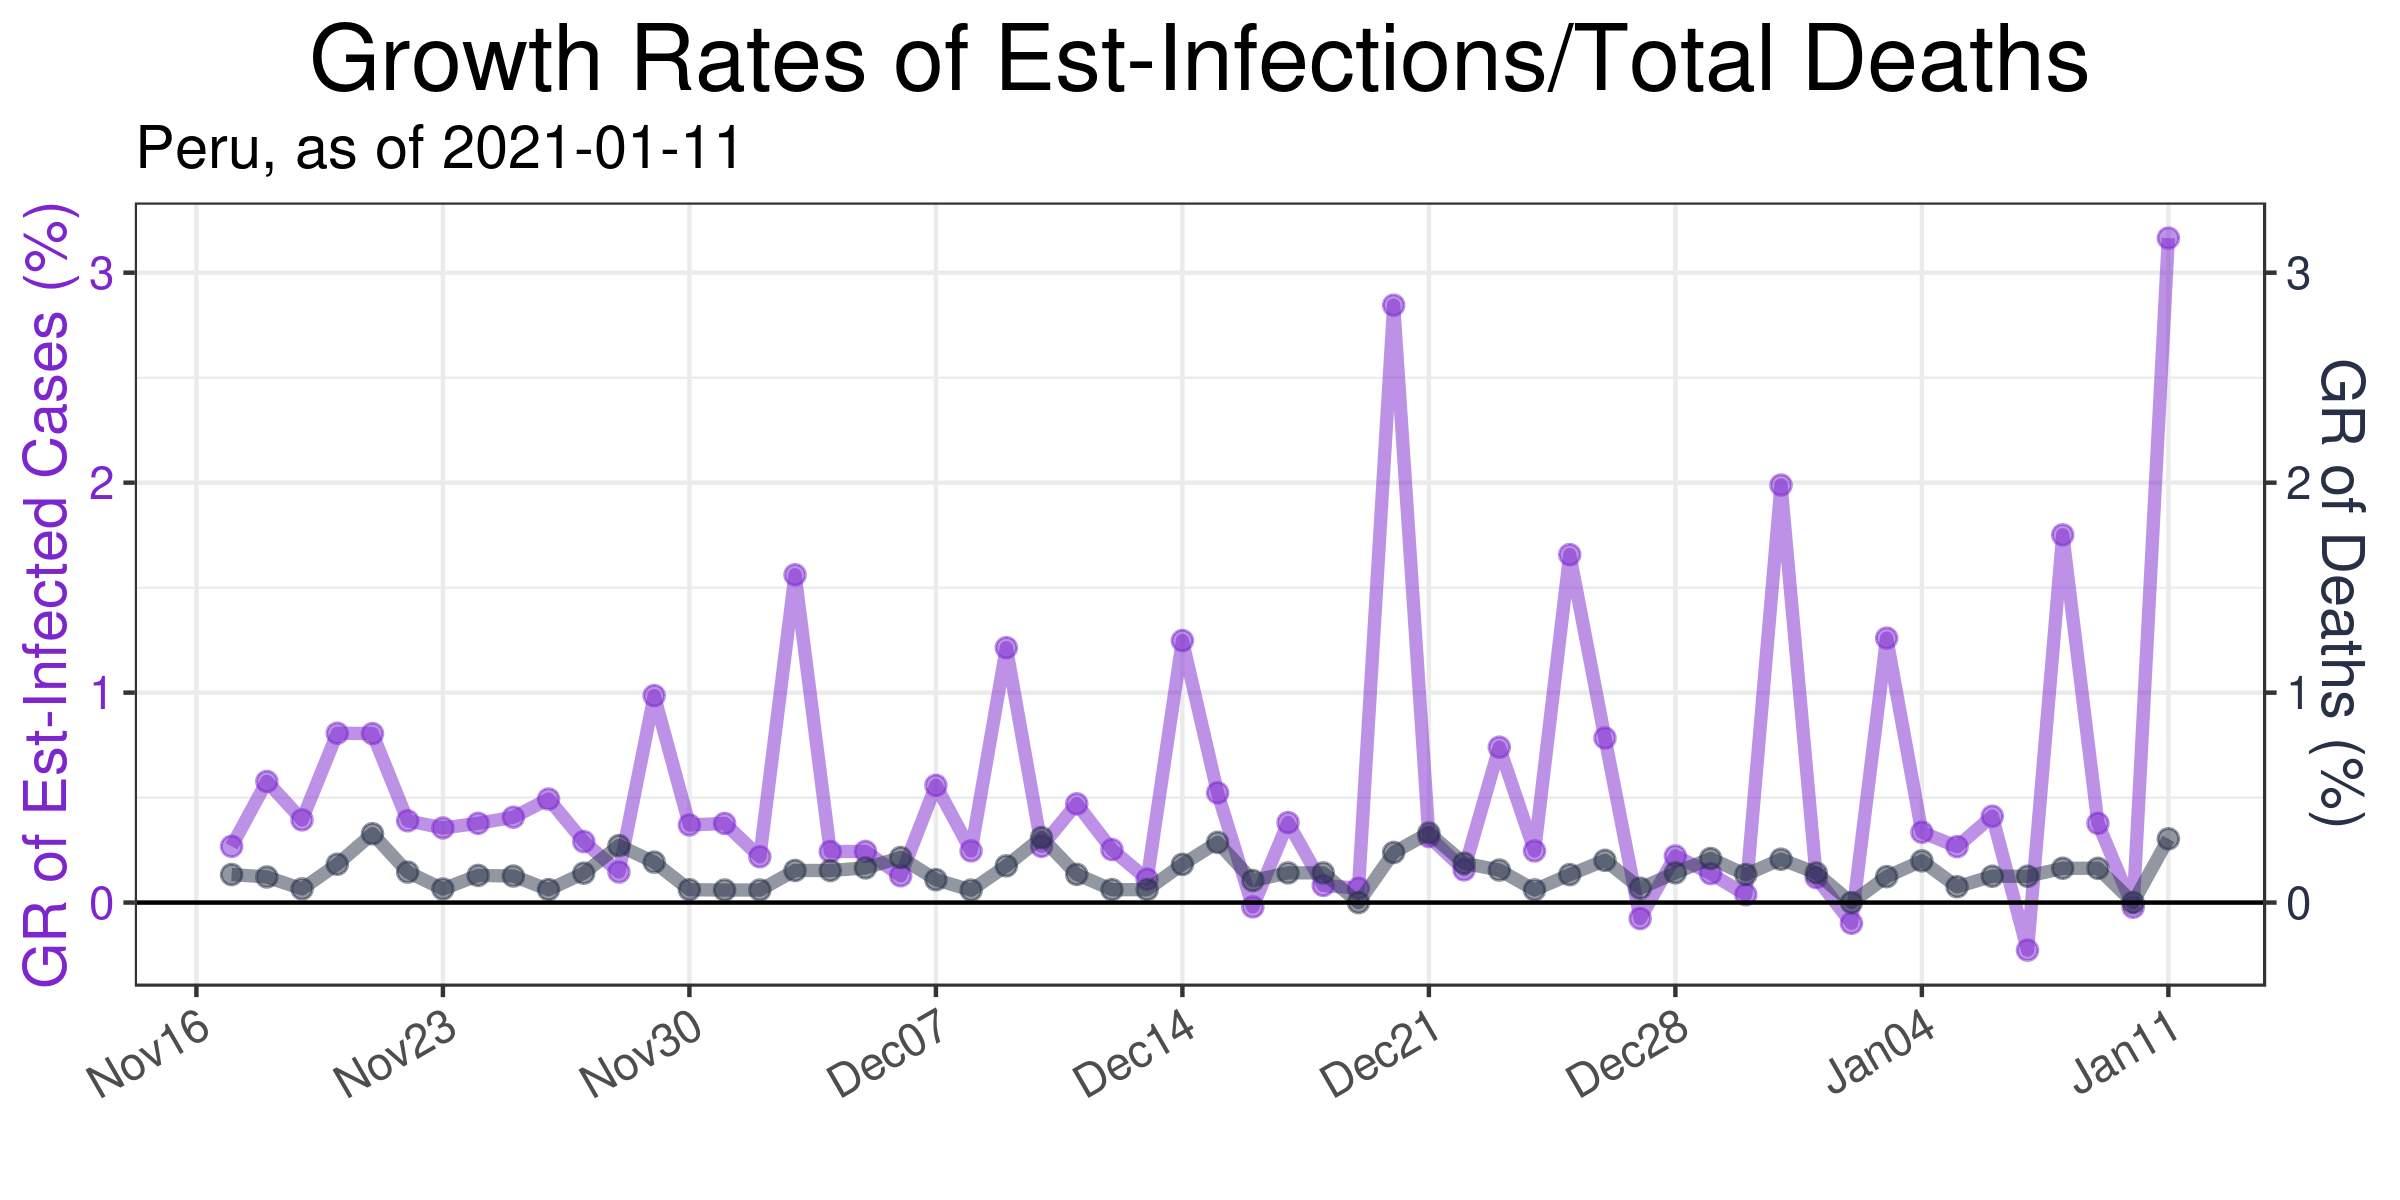 Growth Rates of Est-Infections/Total Deaths
Peru, as of 2021-01-11
GR of Est-Infected Cases (%)
3
2
1
0
3
2
1
0
GR of Deaths (%)
Nov16
Nov23
Nov30
Dec07
Dec14
Dec21
Dec28
Jan04
Jan11